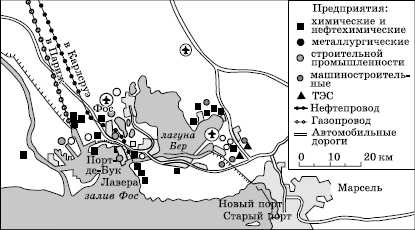 Предприятия:
химические и
нефтехимические
металлургические
строительной
промышленности
машиностроитель-
ные
ТЭС
Нефтепровод
Газопровод
Автомобильные
дороги
0 10 20 км
в Париж
в Карлсруэ
Фос
лагуна
Бер
Порт-
де-Бук
Лавера
залив Фос
Новый порт
Старый порт
Марсель